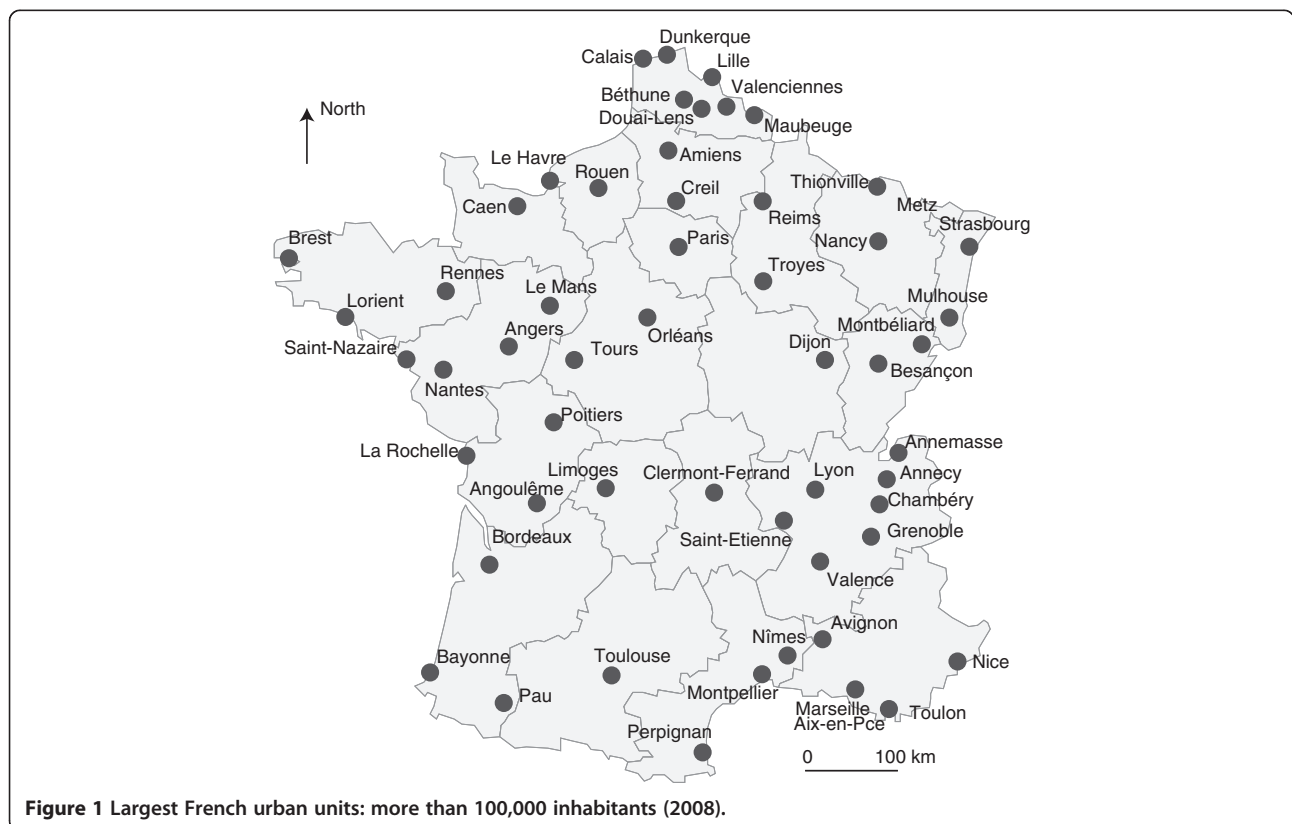 Dunkerque
Calais
Lille
Béthune
Valenciennes
Douai-Lens
Maubeuge
North
Amiens
Le Havre
Rouen
Creil
Thionville
Metz
Caen
Reims
Strasbourg
Brest
Paris
Nancy
Rennes
Troyes
Lorient
Le Mans
Mulhouse
Montbéliard
Saint-Nazaire
Angers
Orléans
Dijon
Tours
Besançon
Nantes
Poitiers
La Rochelle
Annemasse
Limoges
Clermont-Ferrand
Lyon
Annecy
Angoulême
Chambéry
Bordeaux
Saint-Etienne
Grenoble
Valence
Avignon
Nîmes
Bayonne
Toulouse
Nice
Pau
Montpellier
Marseille
Aix-en-Pce
Toulon
Perpignan
0 100 km
Figure 1 Largest French urban units: more than 100,000 inhabitants (2008).